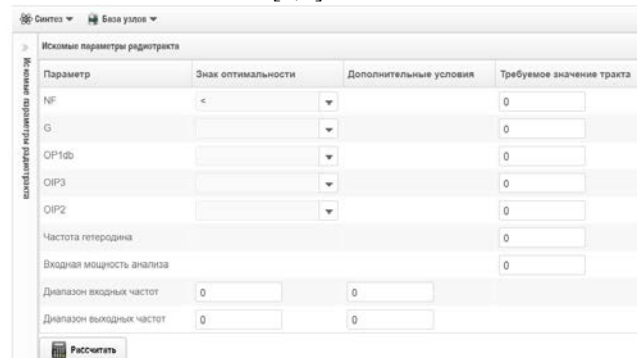 Синтез База узлов
Искомые параметры радиотракта
Искомые параметры радиотракта
Параметр Знак оптимальности Дополнительные условия Требуемое значение тракта
NF < 0
G 0
OP1db 0
OIP3 0
OIP2 0
Частота гетеродина 0
Входная мощность анализа 0
Диапазон входных частот 0 0
Диапазон выходных частот 0 0
Рассчитать